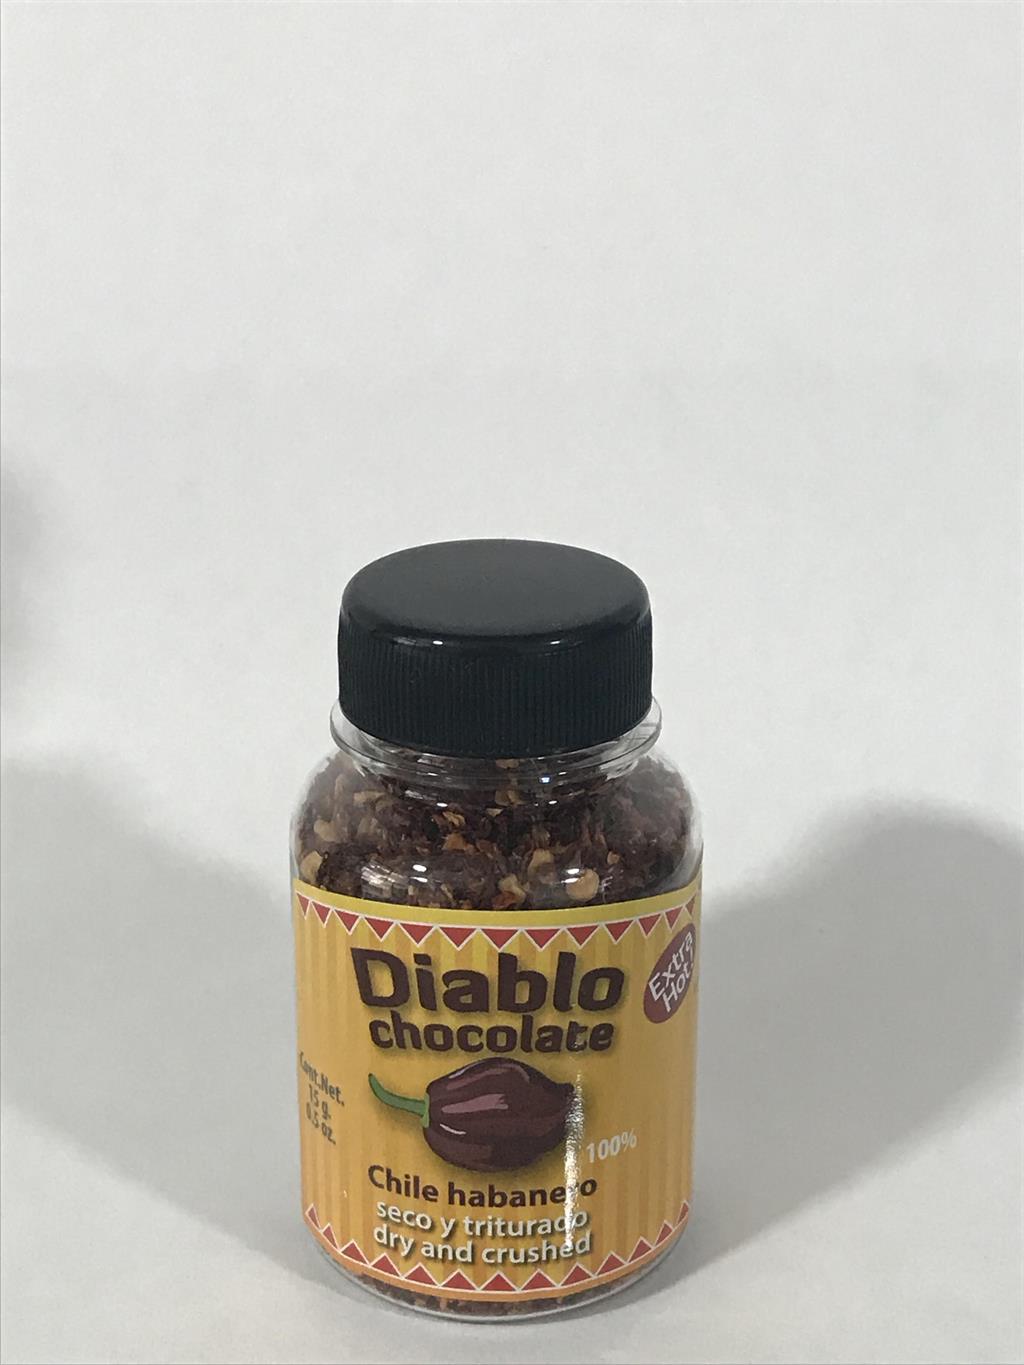 Diablo
chocolate
Extra
Hot!
Cont.Net.
15 g.
0.5 oz.
100%
Chile habanero
seco y triturado
dry and crushed